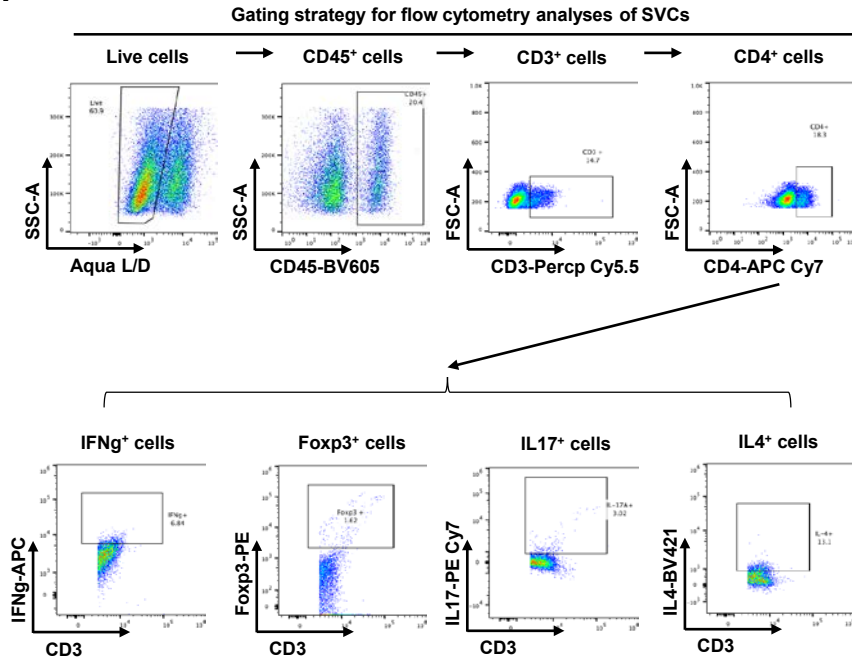 Gating strategy for flow cytometry analyses of SVCs
Live cells
CD45+ cells
CD3+ cells
CD4+ cells
Live
60.9
CD45+
20.4
CD3 +
14.7
CD4+
18.3
SSC-A
SSC-A
FSC-A
FSC-A
Aqua L/D
CD45-BV605
CD3-Percp Cy5.5
CD4-APC Cy7
IFNg+ cells
Foxp3+ cells
IL17+ cells
IL4+ cells
IFNg+
6.84
Foxp3 +
1.62
IL-17A+
3.02
IL-4+
11.1
IFNg-APC
Foxp3-PE
IL17-PE Cy7
IL4-BV421
CD3
CD3
CD3
CD3